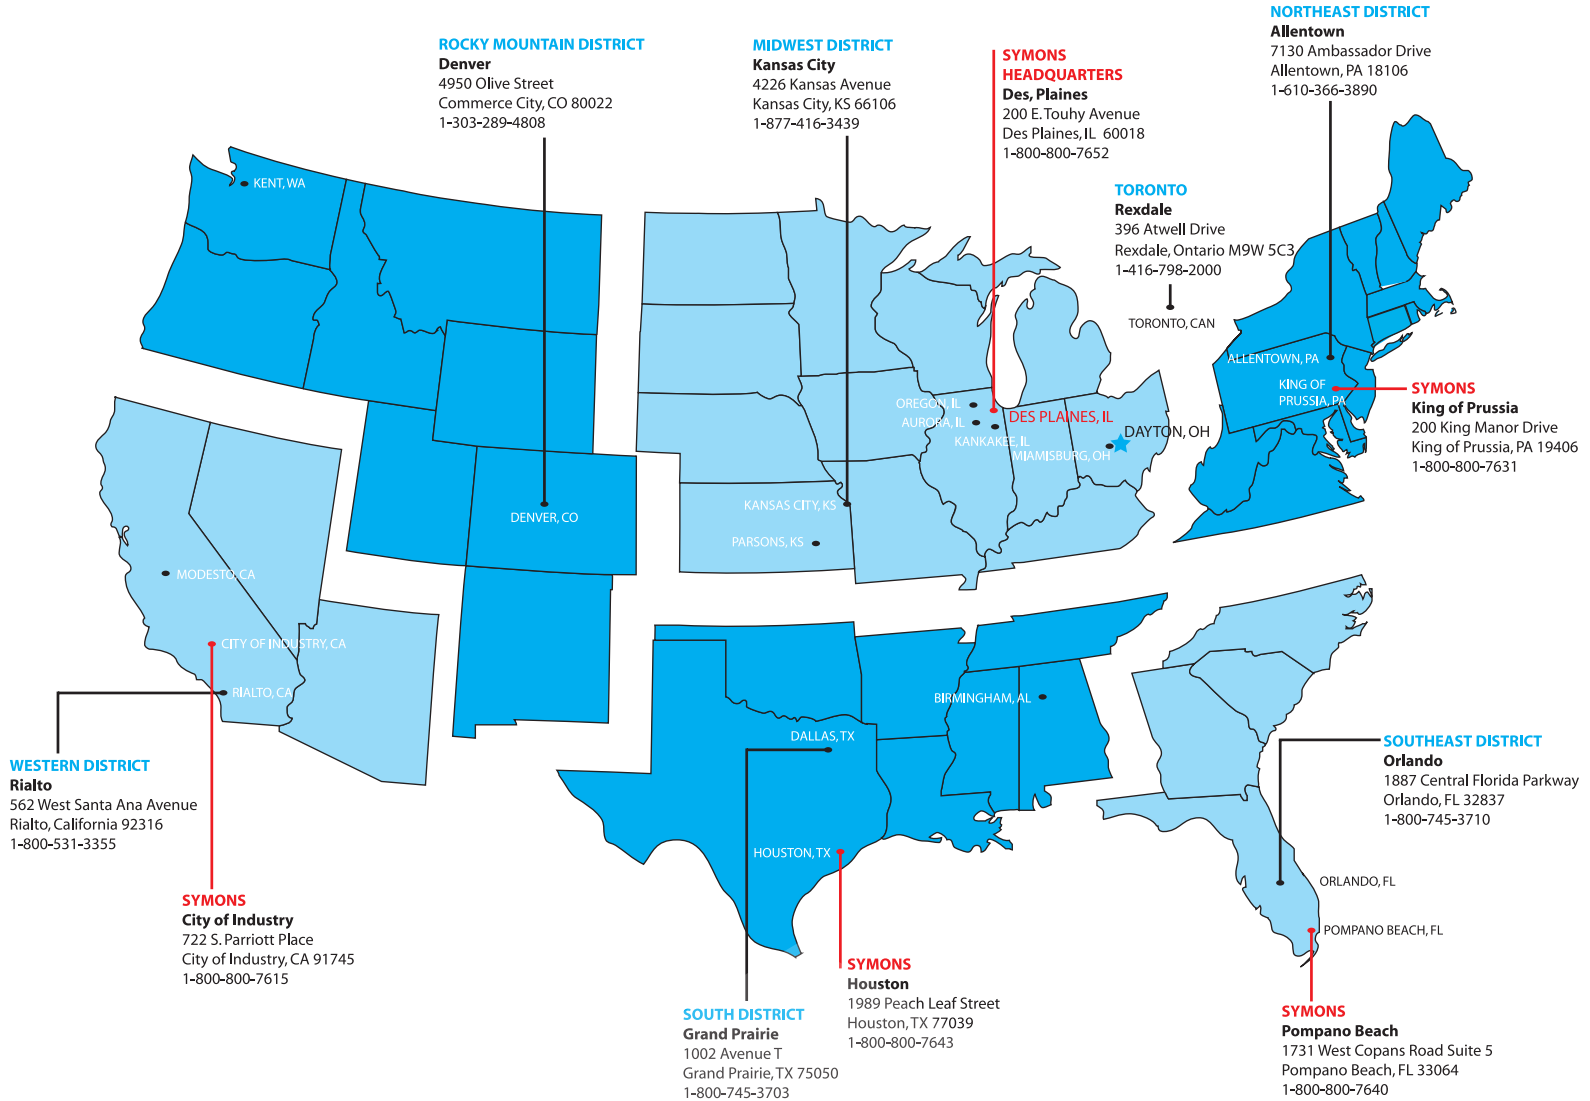 NORTHEAST DISTRICT
Allentown
7130 Ambassador Drive
Allentown, PA 18106
1-610-366-3890
ROCKY MOUNTAIN DISTRICT
Denver
4950 Olive Street
Commerce City, CO 80022
1-303-289-4808
MIDWEST DISTRICT
Kansas City
4226 Kansas Avenue
Kansas City, KS 66106
1-877-416-3439
SYMONS
HEADQUARTERS
Des, Plaines
200 E. Touhy Avenue
Des Plaines, IL 60018
1-800-800-7652
TORONTO
Rexdale
396 Atwell Drive
Rexdale, Ontario M9W 5C3
1-416-798-2000
TORONTO, CAN
KENT, WA
ALLENTOWN, PA
KING OF
PRUSSIA, PA
SYMONS
King of Prussia
200 King Manor Drive
King of Prussia, PA 19406
1-800-800-7631
OREGON, IL
AURORA, IL
DES PLAINES, IL
KANKAKEE, IL
DAYTON, OH
MIAMISBURG, OH
KANSAS CITY, KS
PARSONS, KS
DENVER, CO
MODESTO, CA
CITY OF INDUSTRY, CA
RIALTO, CA
BIRMINGHAM, AL
DALLAS, TX
HOUSTON, TX
ORLANDO, FL
POMPANO BEACH, FL
WESTERN DISTRICT
Rialto
562 West Santa Ana Avenue
Rialto, California 92316
1-800-531-3355
SYMONS
City of Industry
722 S. Parriott Place
City of Industry, CA 91745
1-800-800-7615
SOUTH DISTRICT
Grand Prairie
1002 Avenue T
Grand Prairie, TX 75050
1-800-745-3703
SYMONS
Houston
1989 Peach Leaf Street
Houston, TX 77039
1-800-800-7643
SOUTHEAST DISTRICT
Orlando
1887 Central Florida Parkway
Orlando, FL 32837
1-800-745-3710
SYMONS
Pompano Beach
1731 West Copans Road Suite 5
Pompano Beach, FL 33064
1-800-800-7640